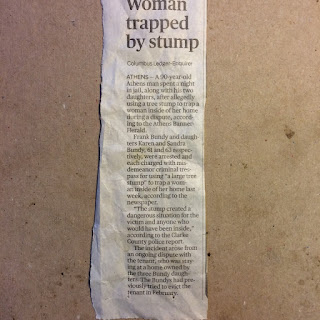 Woman
trapped
by stump
Columbus Ledger-Enquirer
ATHENS — A 90-year-old
Athens man spent a night
in jail, along with his two
daughters, after allegedly
using a tree stump to trap a
woman inside of her home
during a dispute, accord-
ing to the Athens Banner-
Herald.
Frank Bundy and daugh-
ters Karen and Sandra
Bundy, 61 and 63 respec-
tively, were arrested and
each charged with mis-
demeanor criminal tres-
pass for using "a large tree
stump" to trap a wom-
an inside of her home last
week, according to the
newspaper.
"The stump created a
dangerous situation for the
victim and anyone who
would have been inside,"
according to the Clarke
County police report.
The incident arose from
an ongoing dispute with
the tenant, who was stay-
ing at a home owned by
the three Bundy daugh-
ters. The Bundys had pre-
viously tried to evict the
tenant in February.